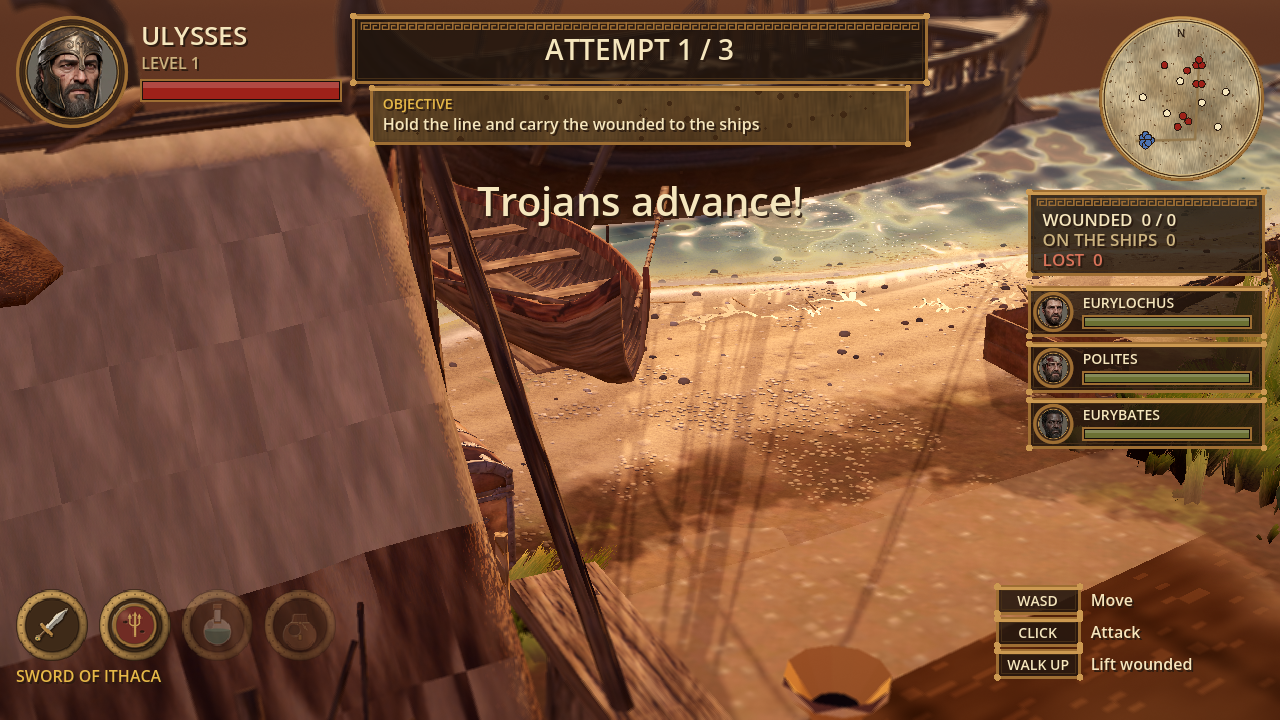 ULYSSES
LEVEL 1
ATTEMPT 1 / 3
OBJECTIVE
Hold the line and carry the wounded to the ships
N
Trojans advance!
WOUNDED 0 / 0
ON THE SHIPS 0
LOST 0
EURYLOCHUS
POLITES
EURYBATES
SWORD OF ITHACA
WASD Move
CLICK Attack
WALK UP Lift wounded